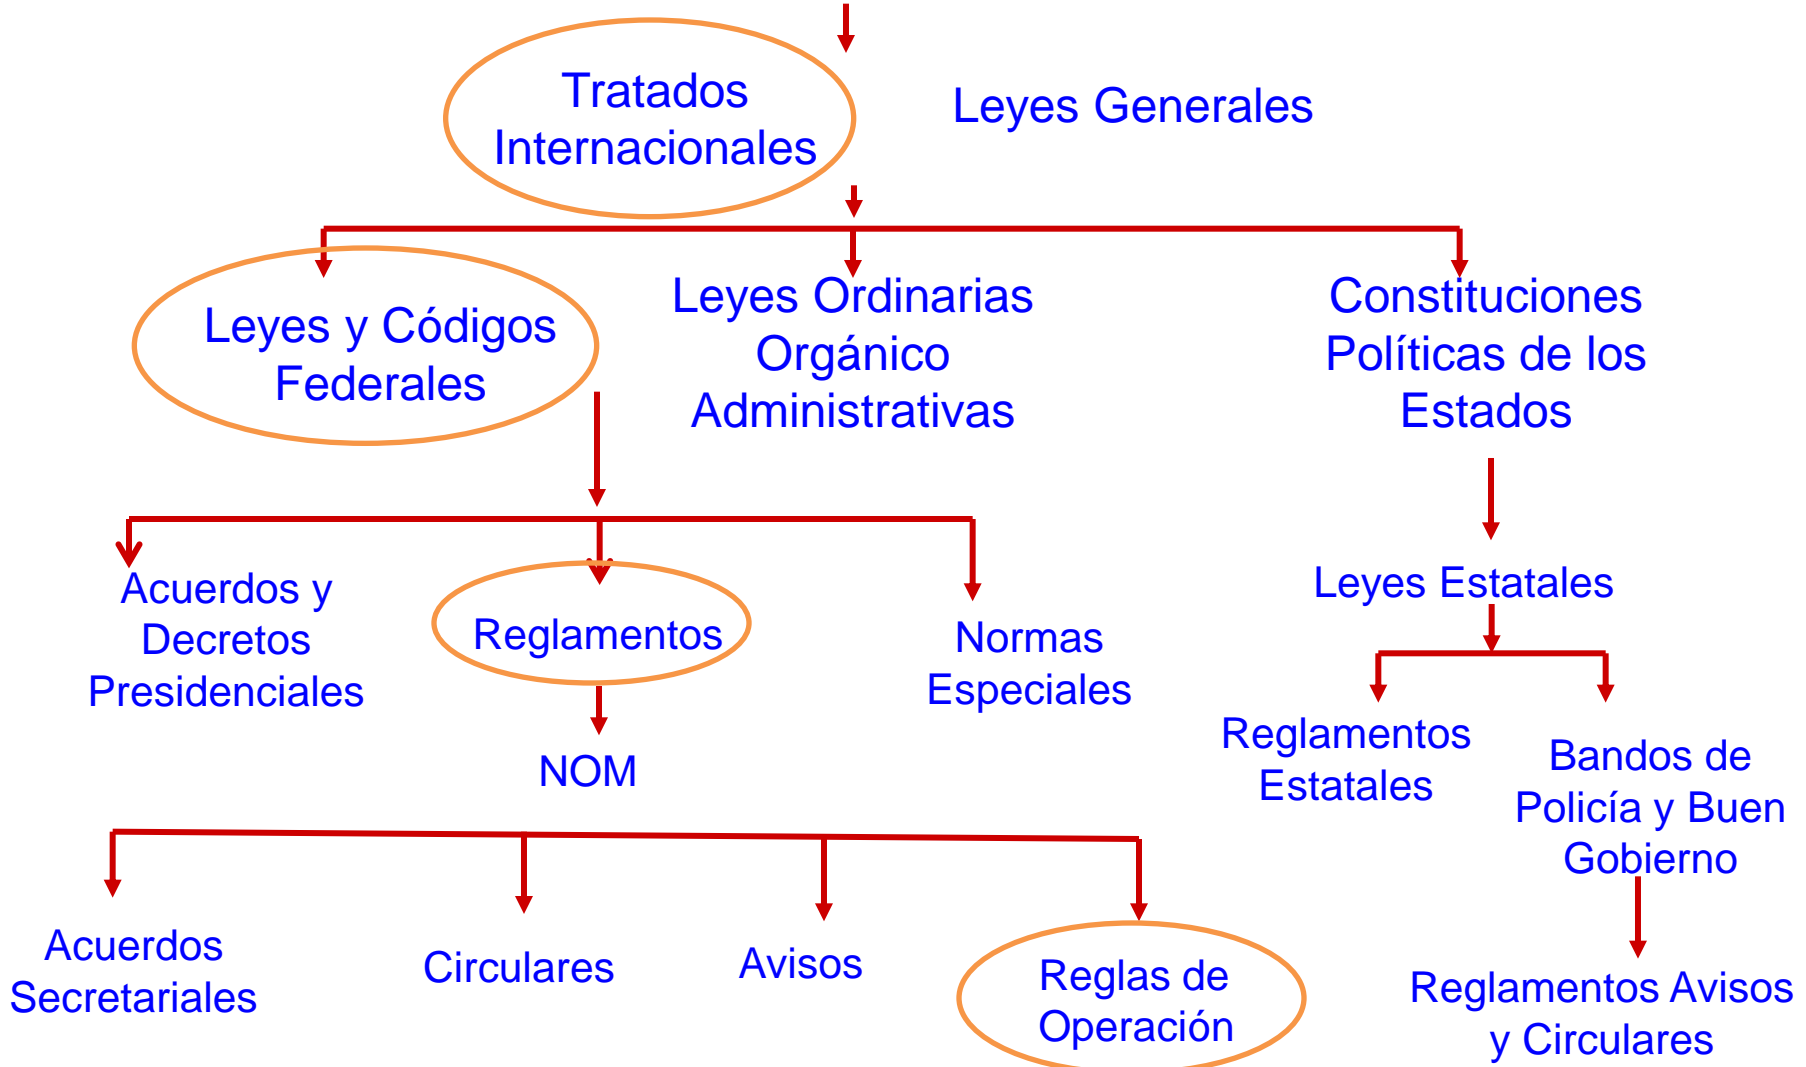 Tratados
Internacionales
Leyes Generales
Leyes y Códigos
Federales
Leyes Ordinarias
Orgánico
Administrativas
Constituciones
Políticas de los
Estados
Acuerdos y
Decretos
Presidenciales
Reglamentos
Normas
Especiales
Leyes Estatales
NOM
Reglamentos
Estatales
Bandos de
Policía y Buen
Gobierno
Acuerdos
Secretariales
Circulares
Avisos
Reglas de
Operación
Reglamentos Avisos
y Circulares